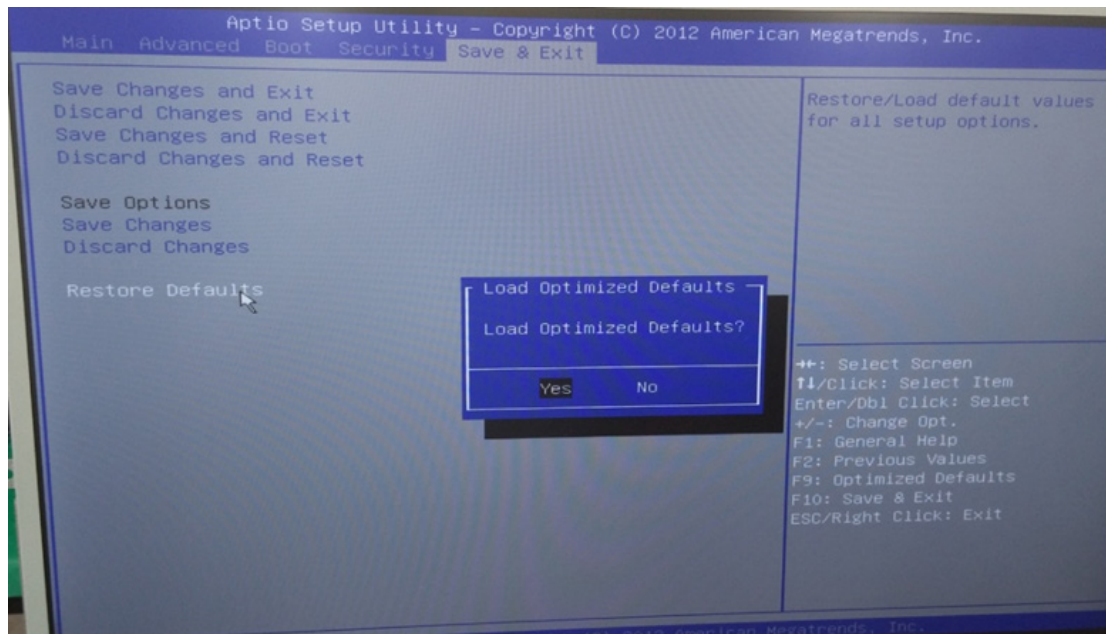 Aptio Setup Utility – Copyright (C) 2012 American Megatrends, Inc.
Main Advanced Boot Security Save & Exit
Save Changes and Exit
Discard Changes and Exit
Save Changes and Reset
Discard Changes and Reset
Save Options
Save Changes
Discard Changes
Restore Defaults
Load Optimized Defaults
Load Optimized Defaults?
Yes No
Restore/Load default values
for all setup options.
→←: Select Screen
↑↓/Click: Select Item
Enter/Dbl Click: Select
+/-: Change Opt.
F1: General Help
F2: Previous Values
F9: Optimized Defaults
F10: Save & Exit
ESC/Right Click: Exit
American Megatrends, Inc.